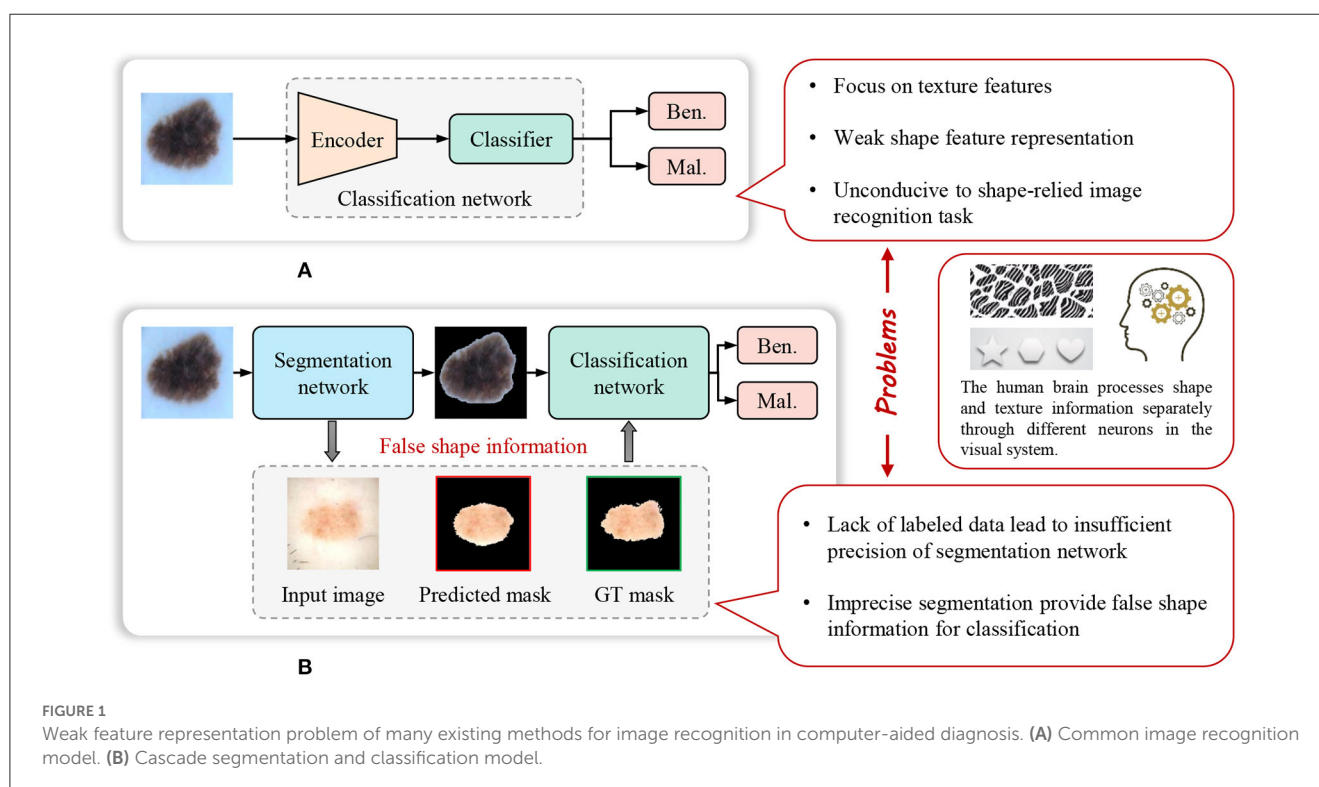 Encoder
Classifier
Ben.
Mal.
Classification network
• Focus on texture features
• Weak shape feature representation
• Unconducive to shape-relied image
recognition task
A
Problems
The human brain processes shape
and texture information separately
through different neurons in the
visual system.
Segmentation
network
Classification
network
Ben.
Mal.
False shape information
Input image
Predicted mask
GT mask
• Lack of labeled data lead to insufficient
precision of segmentation network
• Imprecise segmentation provide false shape
information for classification
B
FIGURE 1
Weak feature representation problem of many existing methods for image recognition in computer-aided diagnosis. (A) Common image recognition
model. (B) Cascade segmentation and classification model.